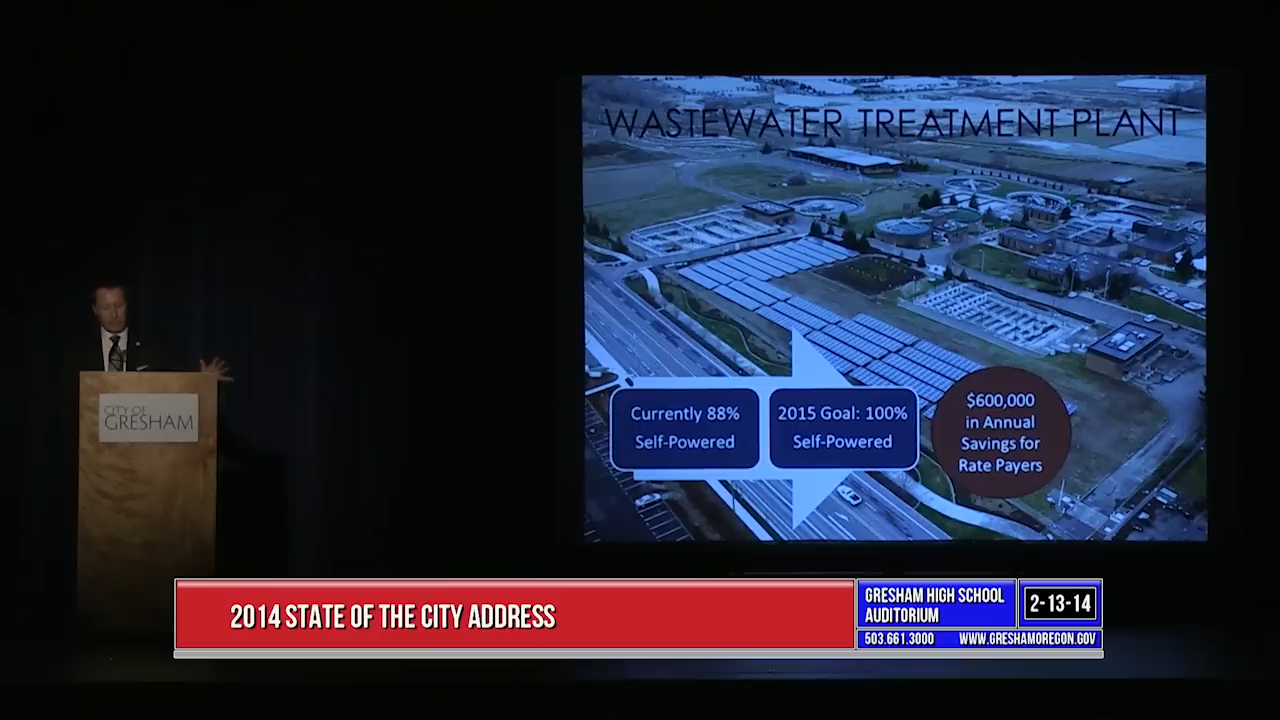 WASTEWATER TREATMENT PLANT
Currently 88%
Self-Powered
2015 Goal: 100%
Self-Powered
$600,000
in Annual
Savings for
Rate Payers
CITY OF
GRESHAM
2014 STATE OF THE CITY ADDRESS
GRESHAM HIGH SCHOOL
AUDITORIUM
2-13-14
503.661.3000 WWW.GRESHAMOREGON.GOV